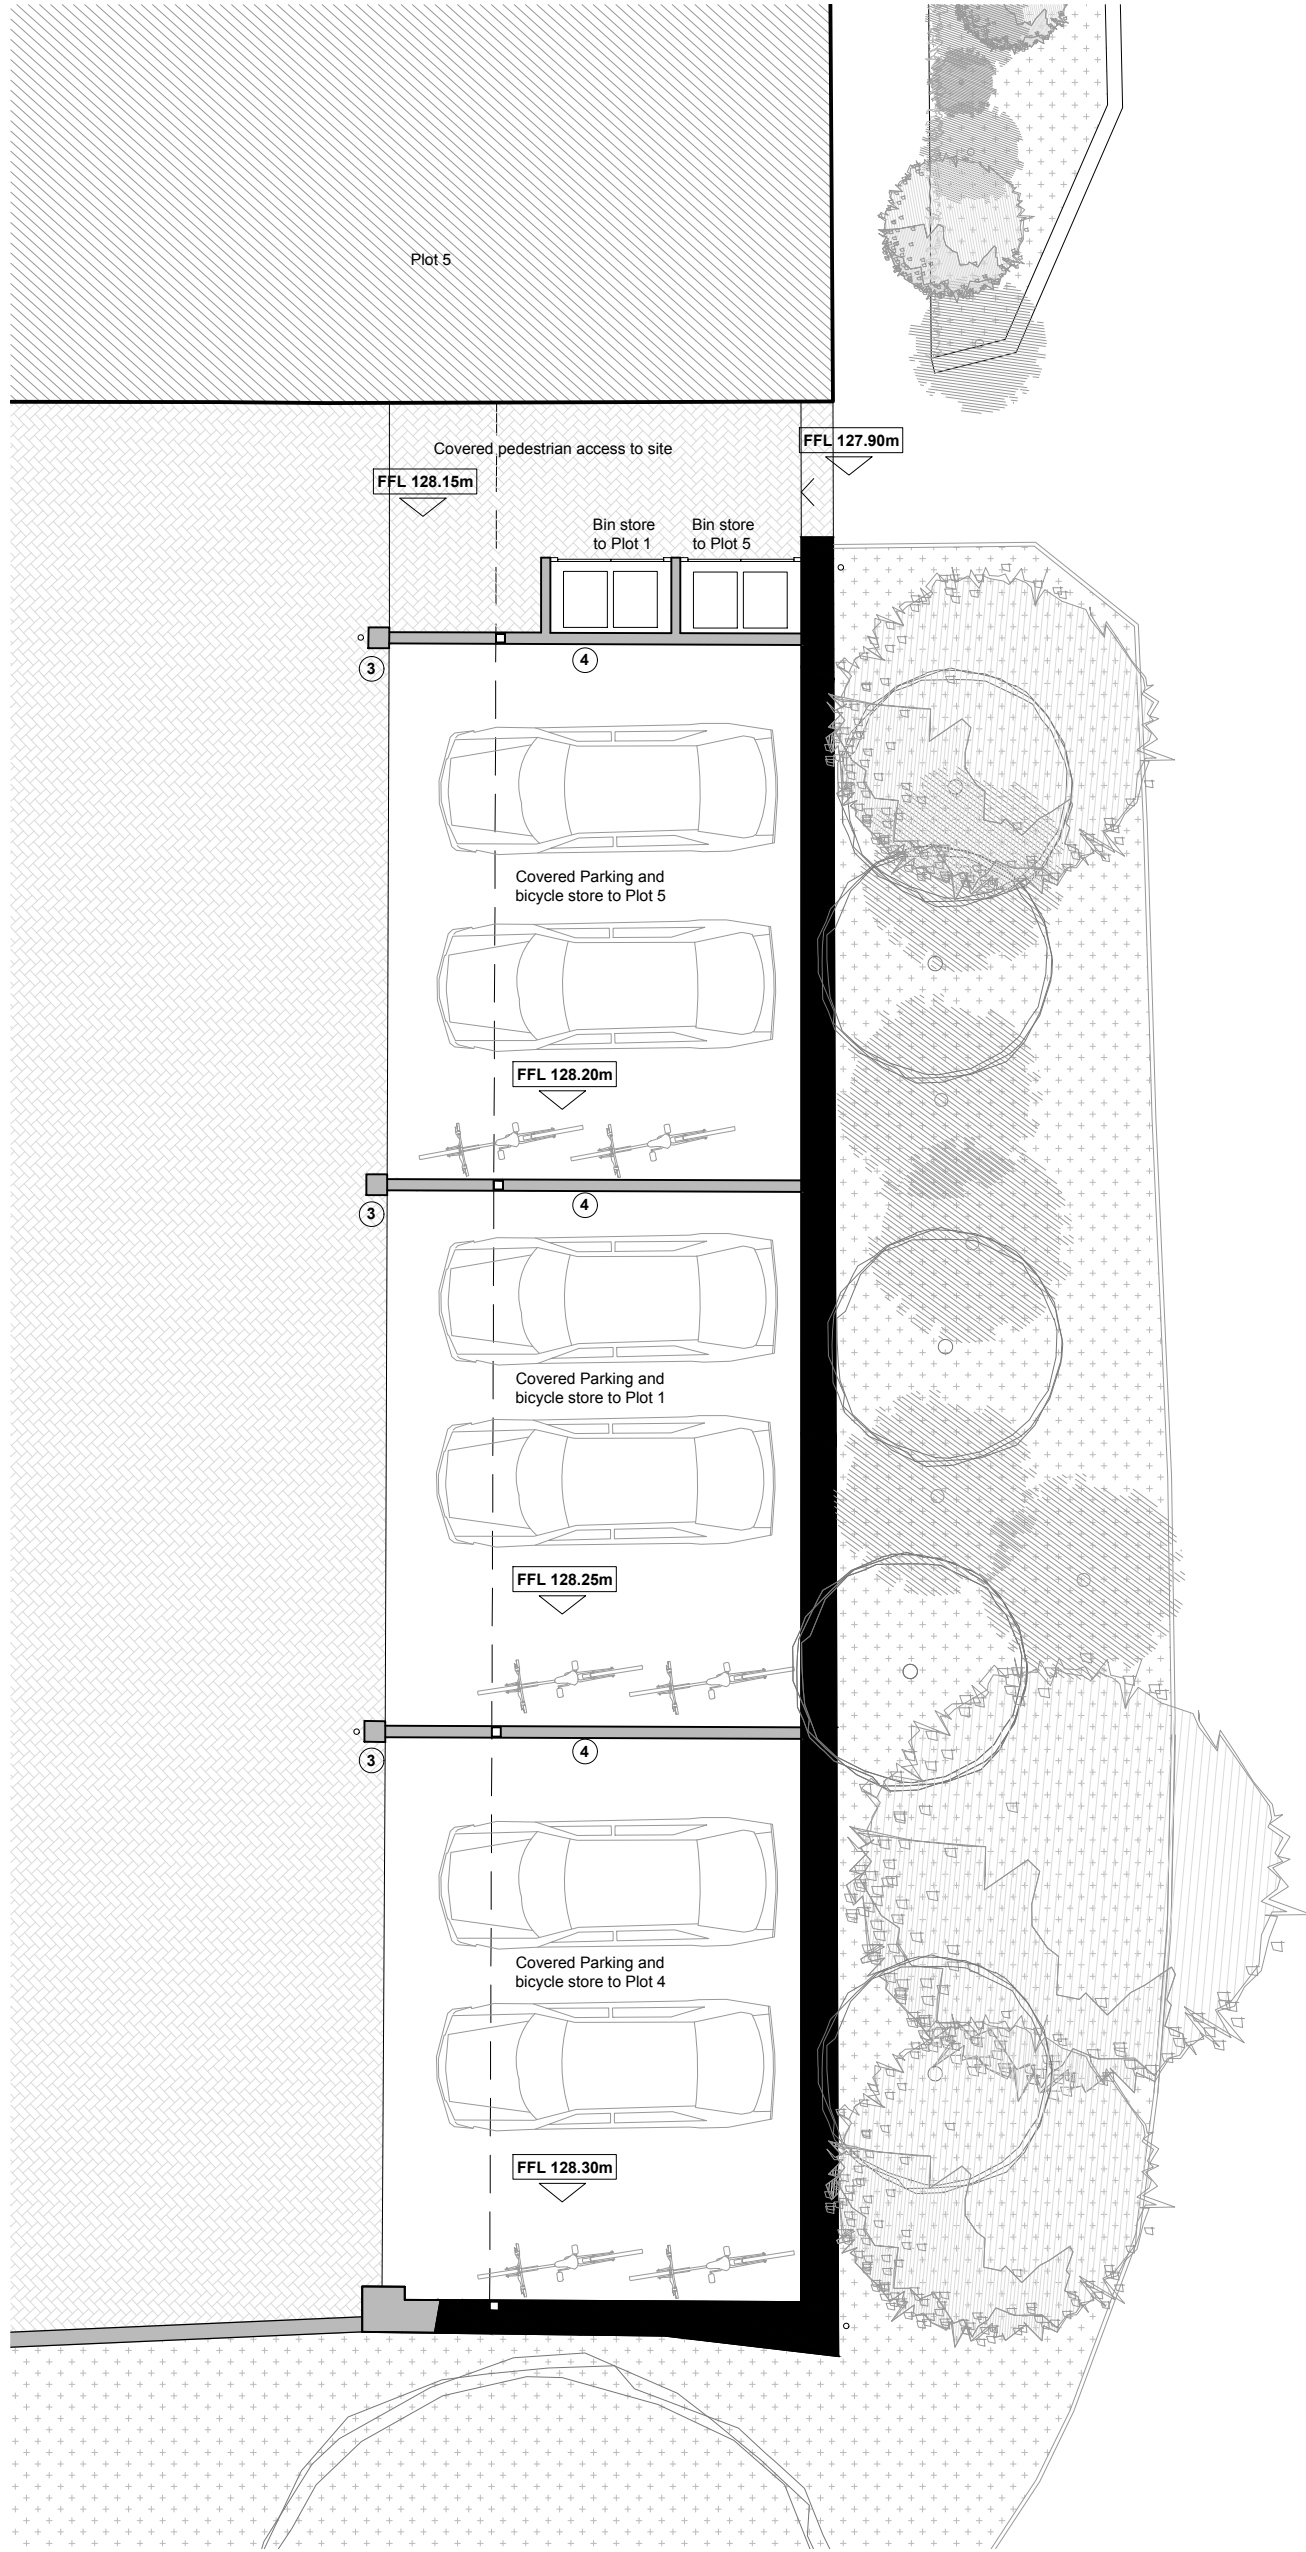 Plot 5
FFL 127.90m
Covered pedestrian access to site
FFL 128.15m
Bin store
to Plot 1
Bin store
to Plot 5
3
4
Covered Parking and
bicycle store to Plot 5
FFL 128.20m
3
4
Covered Parking and
bicycle store to Plot 1
FFL 128.25m
3
4
Covered Parking and
bicycle store to Plot 4
FFL 128.30m